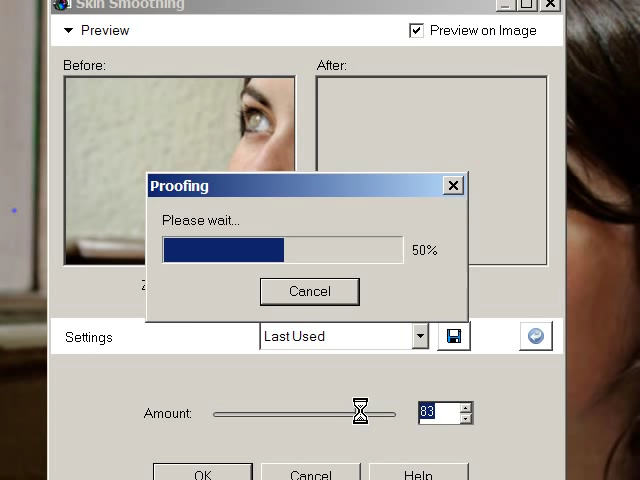 Skin Smoothing
Preview
Preview on Image
Before:
After:
Proofing
Please wait...
50%
Cancel
Settings
Last Used
Amount:
83
OK
Cancel
Help